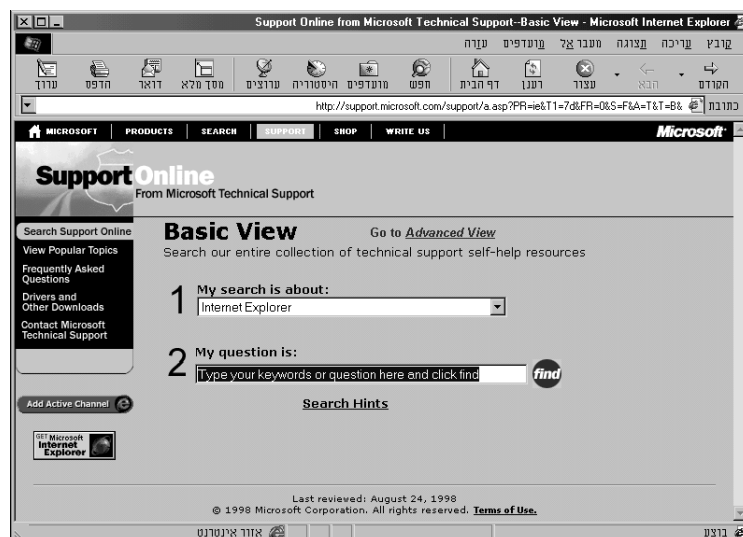 Support Online from Microsoft Technical Support--Basic View - Microsoft Internet Explorer
קובץ עריכה תצוגה מעבר אל מועדפים עזרה
הקודם הבא עצור רענן דף הבית חפש מועדפים היסטוריה ערוצים מסך מלא דואר הדפס ערוך
כתובת http://support.microsoft.com/support/a.asp?PR=ie&T1=7d&FR=0&S=F&A=T&T=B&
MICROSOFT PRODUCTS SEARCH SUPPORT SHOP WRITE US Microsoft
Support Online
From Microsoft Technical Support
Search Support Online
View Popular Topics
Frequently Asked
Questions
Drivers and
Other Downloads
Contact Microsoft
Technical Support
Add Active Channel
GET Microsoft
Internet
Explorer
Basic View Go to Advanced View
Search our entire collection of technical support self-help resources
1 My search is about:
Internet Explorer
2 My question is:
Type your keywords or question here and click find find
Search Hints
Last reviewed: August 24, 1998
© 1998 Microsoft Corporation. All rights reserved. Terms of Use.
בוצע אזור אינטרנט